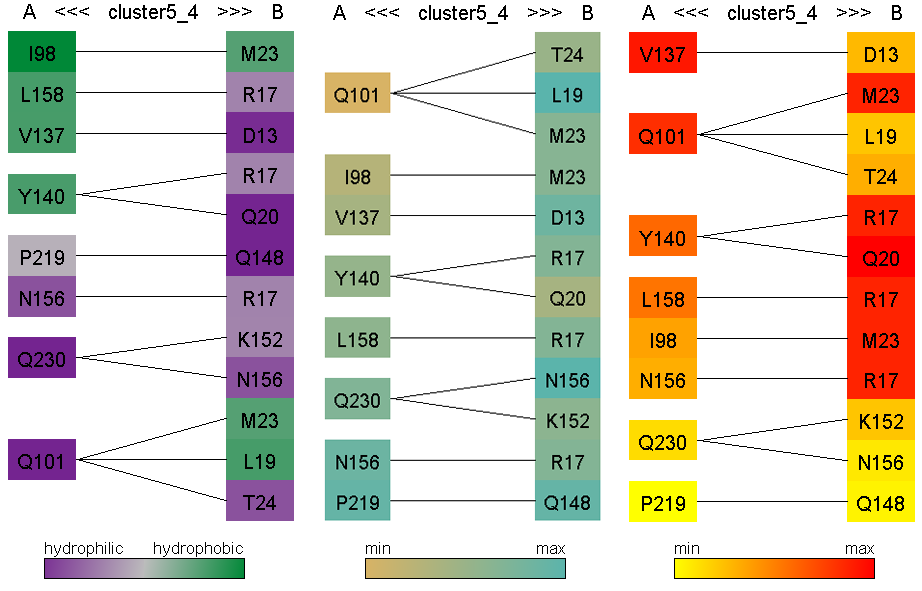 A <<< cluster5_4 >>> B
I98 M23
L158 R17
V137 D13
R17
Y140
Q20
P219 Q148
N156 R17
K152
Q230
N156
M23
Q101 L19
T24
hydrophilic hydrophobic
A <<< cluster5_4 >>> B
T24
Q101 L19
M23
I98 M23
V137 D13
R17
Y140
Q20
L158 R17
N156
Q230
K152
N156 R17
P219 Q148
min max
A <<< cluster5_4 >>> B
V137 D13
M23
Q101 L19
T24
R17
Y140
Q20
L158 R17
I98 M23
N156 R17
K152
Q230
N156
P219 Q148
min max